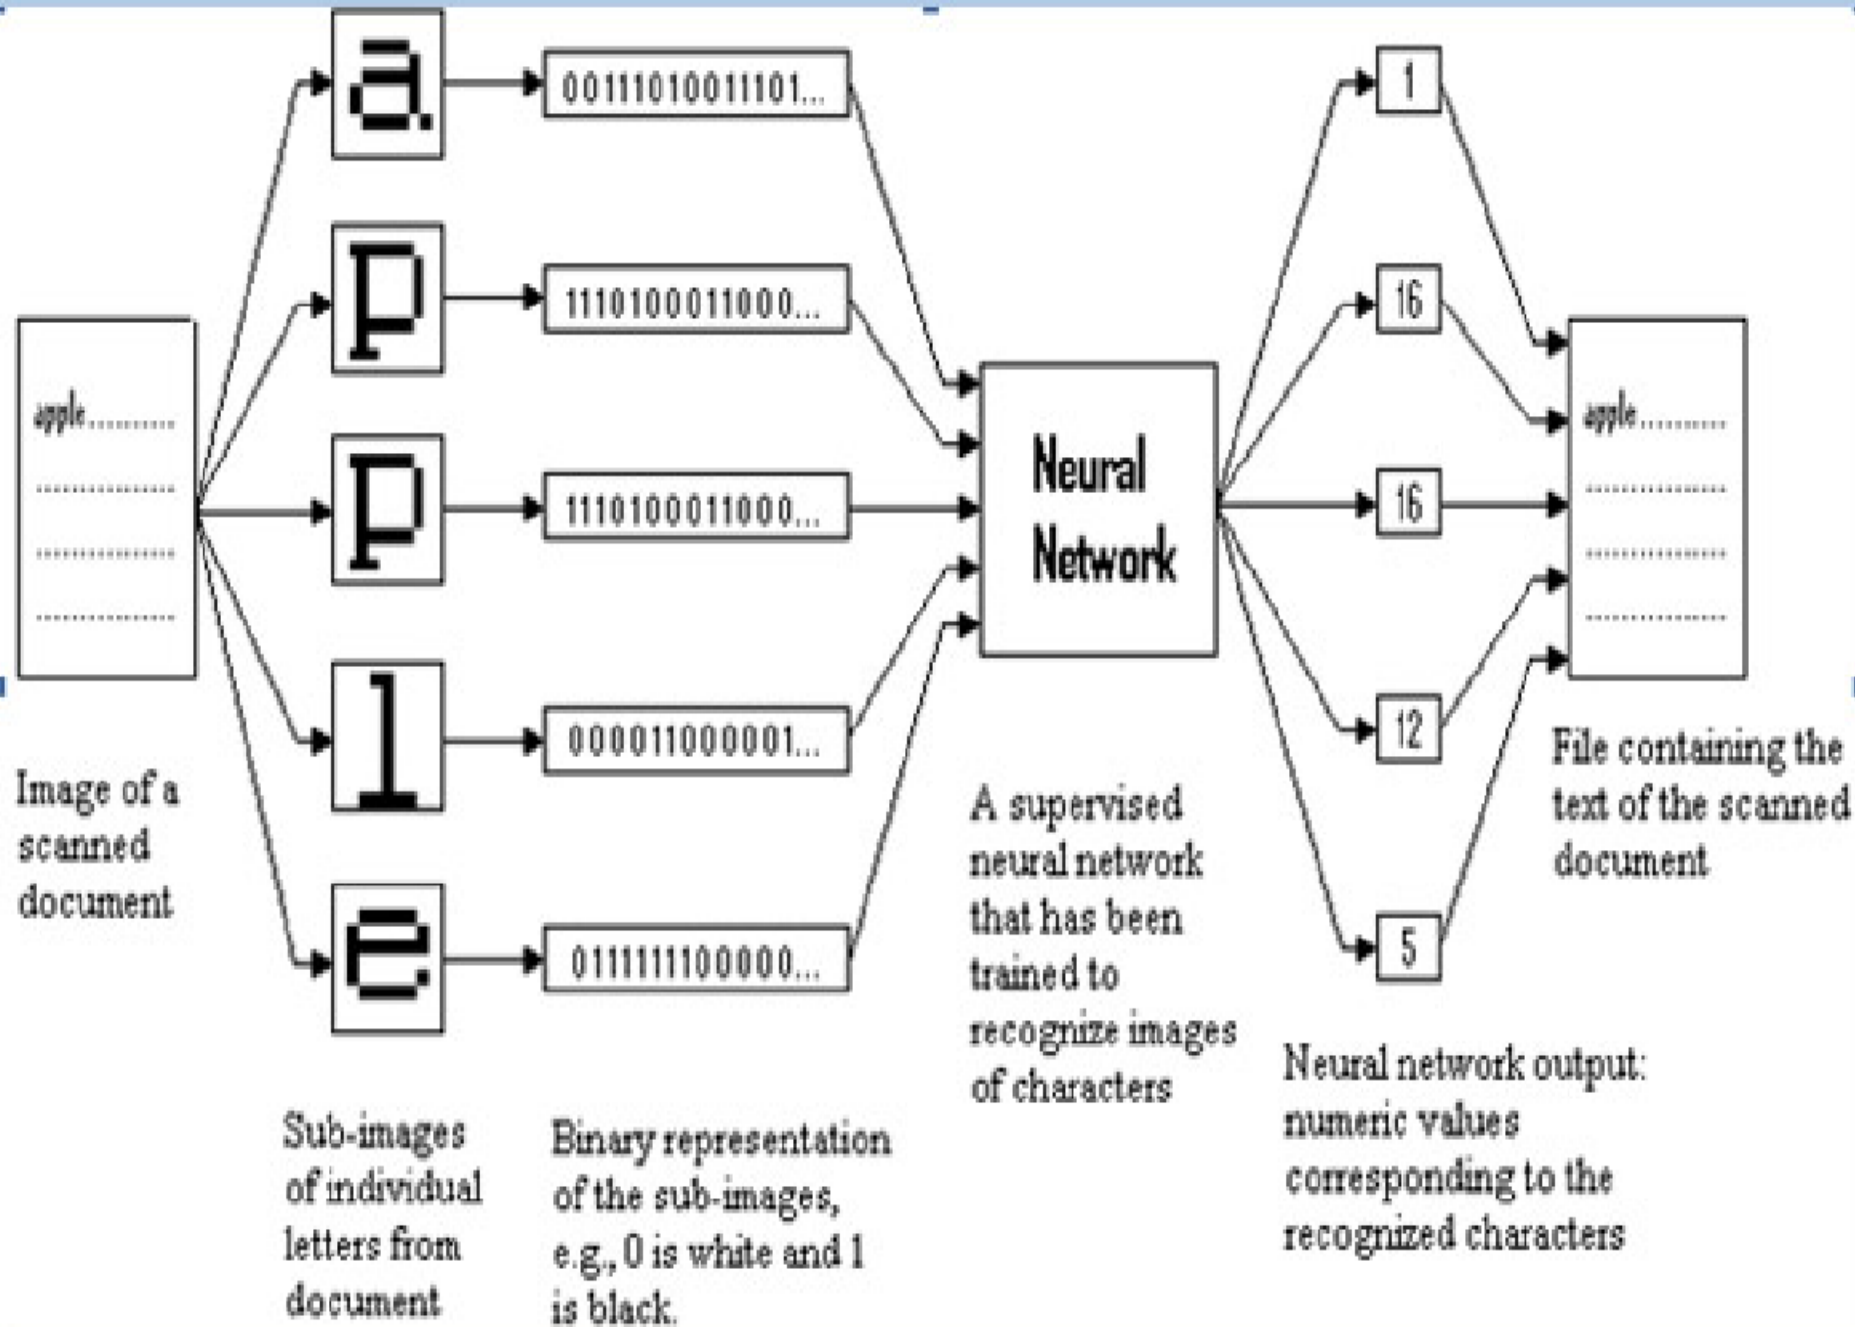 a
00111010011101...
1
p
1110100011000...
16
apple..........
p
1110100011000...
Neural
Network
16
apple..........
l
000011000001...
12
e
0111111100000...
5
Image of a
scanned
document
Sub-images
of individual
letters from
document
Binary representation
of the sub-images,
e.g., 0 is white and 1
is black.
A supervised
neural network
that has been
trained to
recognize images
of characters
Neural network output:
numeric values
corresponding to the
recognized characters
File containing the
text of the scanned
document